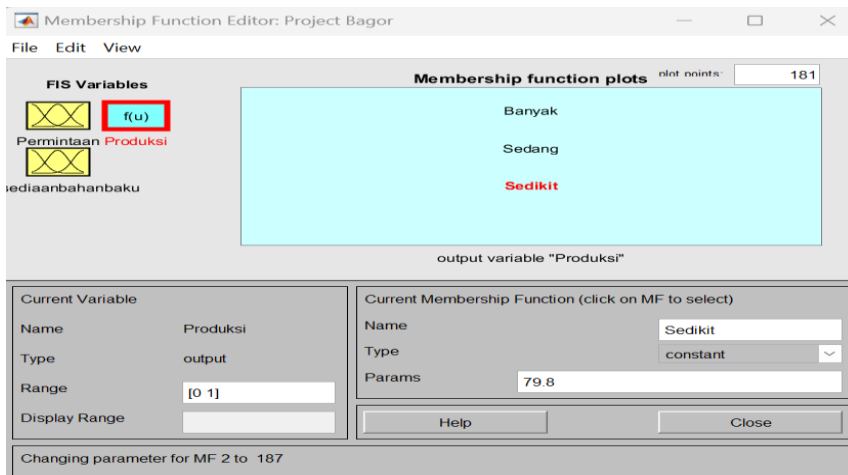 Membership Function Editor: Project Bagor
File Edit View
FIS Variables
f(u)
Permintaan Produksi
sediaanbahanbaku
Membership function plots plot points: 181
Banyak
Sedang
Sedikit
output variable "Produksi"
Current Variable
Name Produksi
Type output
Range [0 1]
Display Range
Current Membership Function (click on MF to select)
Name Sedikit
Type constant
Params 79.8
Help Close
Changing parameter for MF 2 to 187